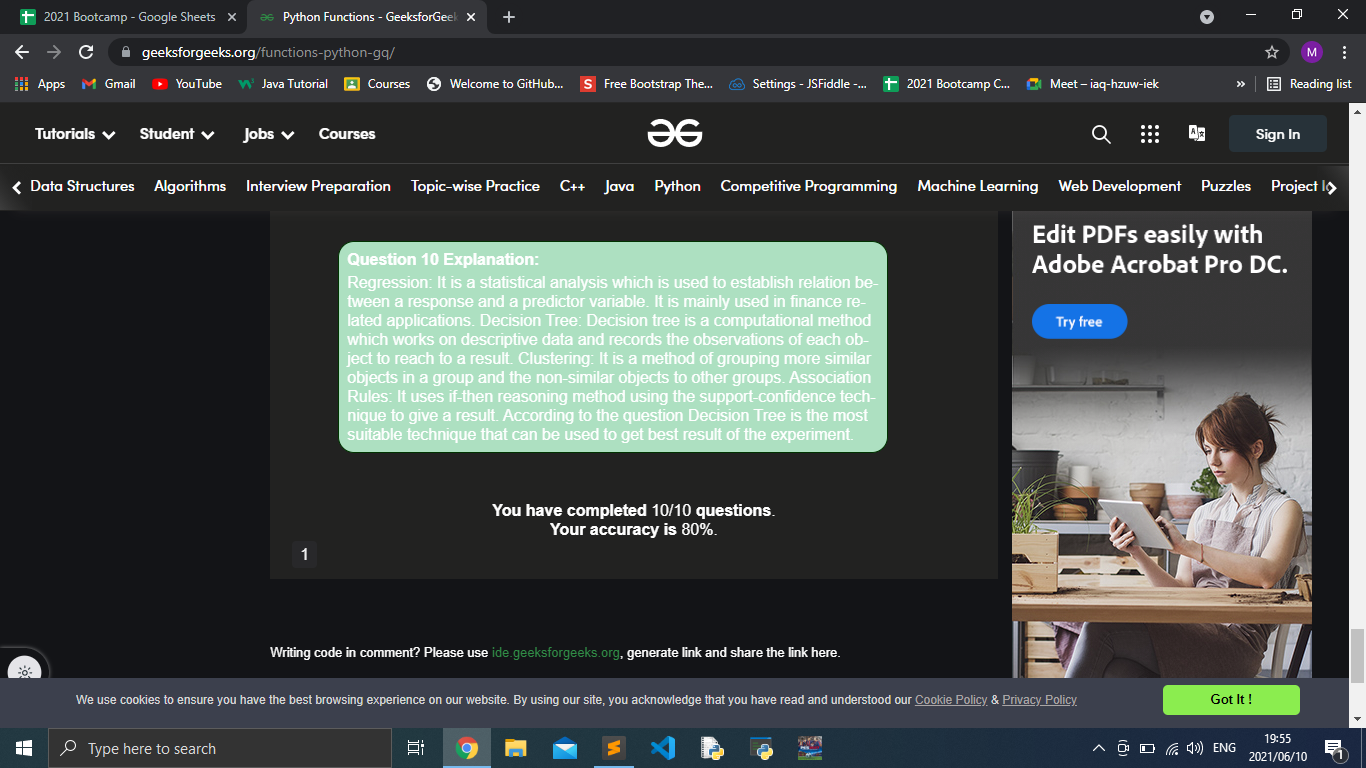 2021 Bootcamp - Google Sheets
Python Functions - GeeksforGeek
geeksforgeeks.org/functions-python-gq/
M
Apps
Gmail
YouTube
Java Tutorial
Courses
Welcome to GitHub...
S
Free Bootstrap The...
Settings - JSFiddle -...
2021 Bootcamp C...
Meet – iaq-hzuw-iek
»
Reading list
Tutorials
Student
Jobs
Courses
Sign In
Data Structures
Algorithms
Interview Preparation
Topic-wise Practice
C++
Java
Python
Competitive Programming
Machine Learning
Web Development
Puzzles
Project
Question 10 Explanation:
Regression: It is a statistical analysis which is used to establish relation be-
tween a response and a predictor variable. It is mainly used in finance re-
lated applications. Decision Tree: Decision tree is a computational method
which works on descriptive data and records the observations of each ob-
ject to reach to a result. Clustering: It is a method of grouping more similar
objects in a group and the non-similar objects to other groups. Association
Rules: It uses if-then reasoning method using the support-confidence tech-
nique to give a result. According to the question Decision Tree is the most
suitable technique that can be used to get best result of the experiment.
You have completed 10/10 questions.
Your accuracy is 80%.
1
Edit PDFs easily with
Adobe Acrobat Pro DC.
Try free
Writing code in comment? Please use ide.geeksforgeeks.org, generate link and share the link here.
We use cookies to ensure you have the best browsing experience on our website. By using our site, you acknowledge that you have read and understood our Cookie Policy & Privacy Policy
Got It !
Type here to search
ENG
19:55
2021/06/10
1